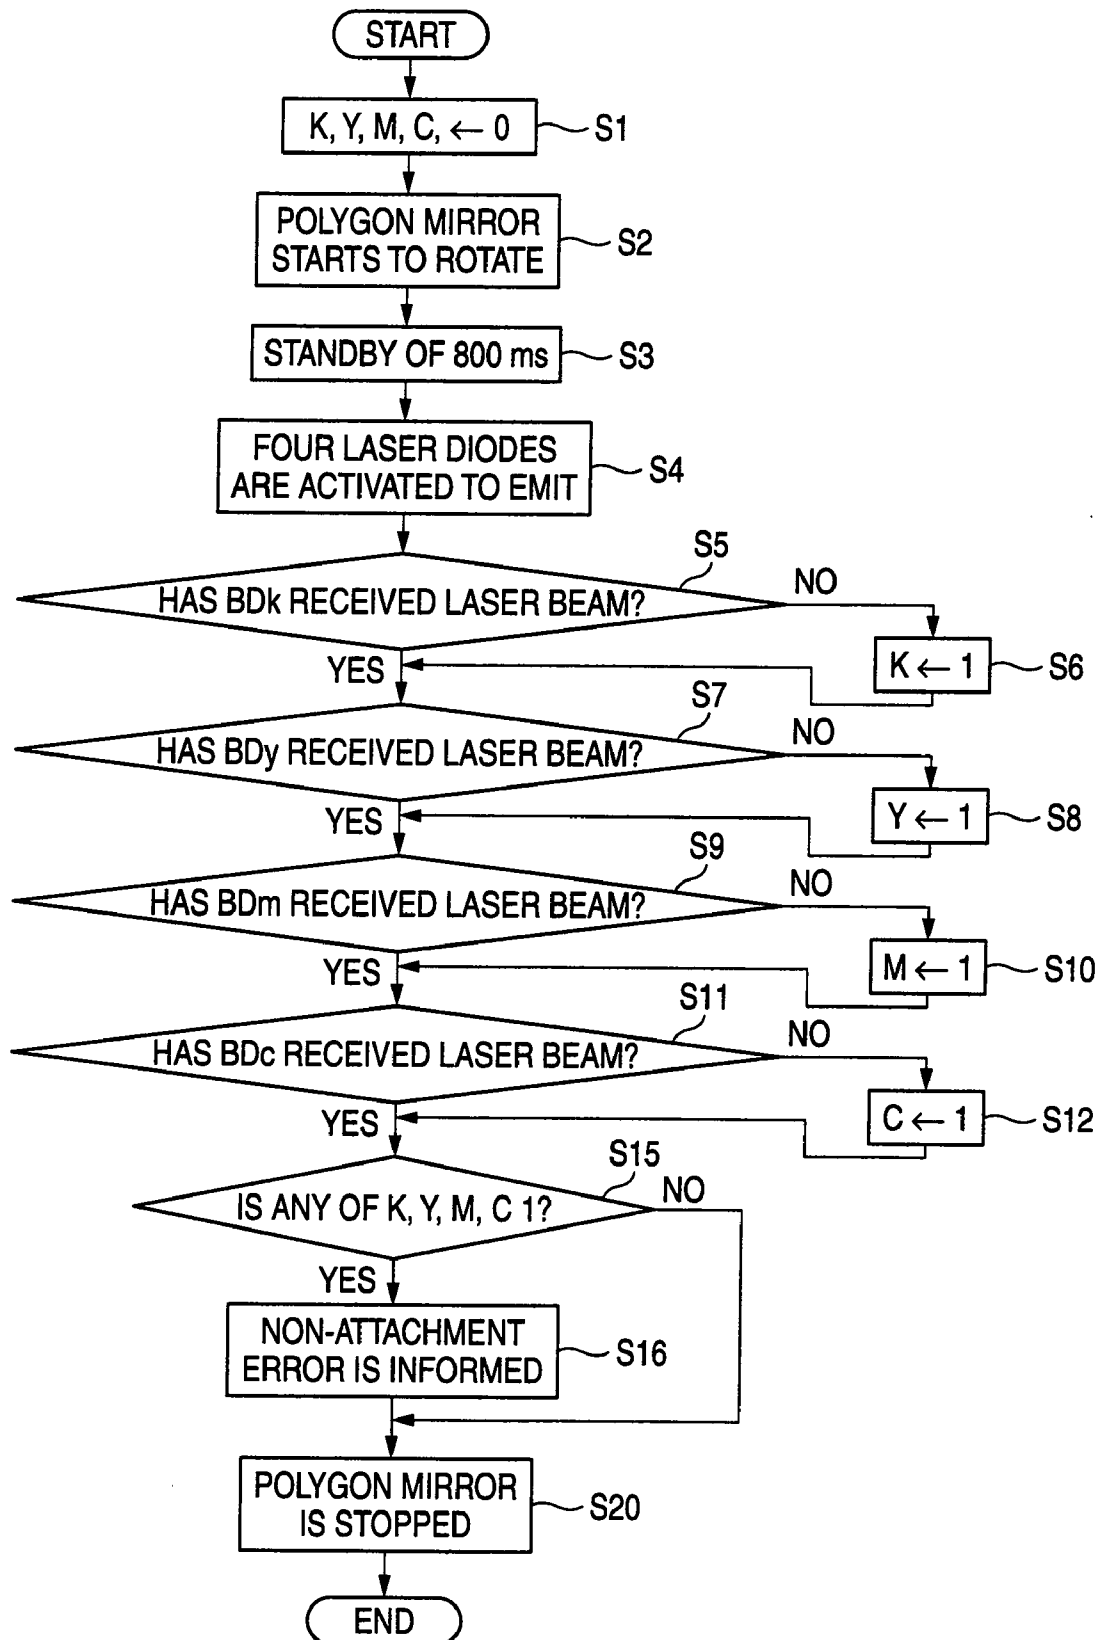 START
K, Y, M, C, ← 0
S1
POLYGON MIRROR
STARTS TO ROTATE
S2
STANDBY OF 800 ms
S3
FOUR LASER DIODES
ARE ACTIVATED TO EMIT
S4
S5
HAS BDk RECEIVED LASER BEAM?
NO
YES
K ← 1
S6
S7
HAS BDy RECEIVED LASER BEAM?
NO
YES
Y ← 1
S8
S9
HAS BDm RECEIVED LASER BEAM?
NO
YES
M ← 1
S10
S11
HAS BDc RECEIVED LASER BEAM?
NO
YES
C ← 1
S12
S15
IS ANY OF K, Y, M, C 1?
NO
YES
NON-ATTACHMENT
ERROR IS INFORMED
S16
POLYGON MIRROR
IS STOPPED
S20
END